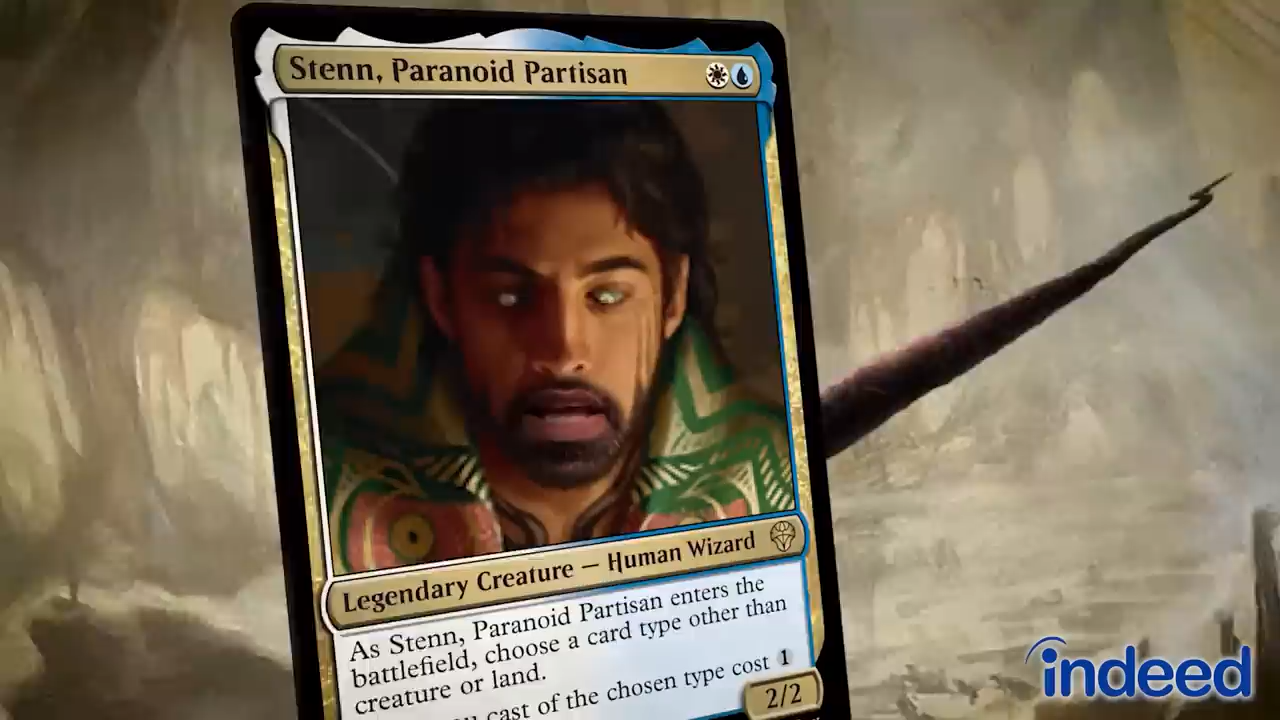 Stenn, Paranoid Partisan
Legendary Creature — Human Wizard
As Stenn, Paranoid Partisan enters the
battlefield, choose a card type other than
creature or land.
cast of the chosen type cost 1
2/2
indeed